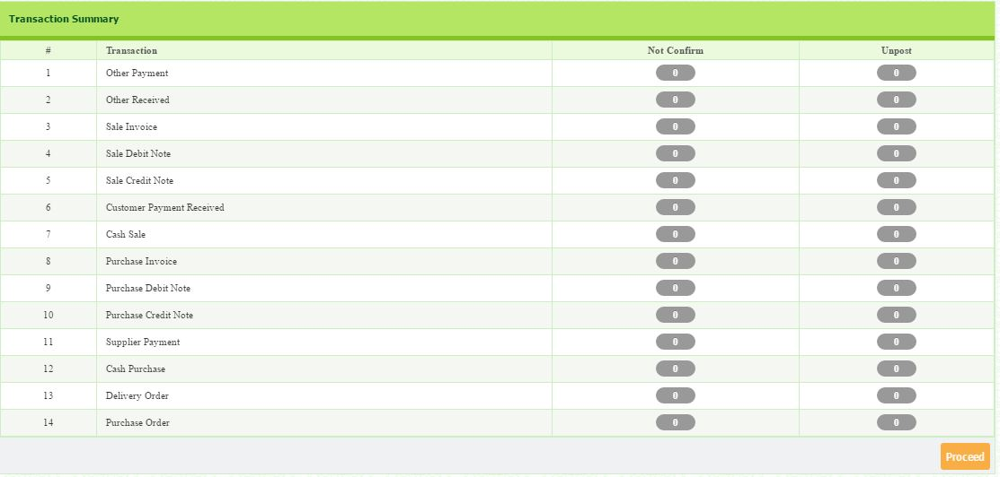 Transaction Summary
# Transaction Not Confirm Unpost
1 Other Payment 0 0
2 Other Received 0 0
3 Sale Invoice 0 0
4 Sale Debit Note 0 0
5 Sale Credit Note 0 0
6 Customer Payment Received 0 0
7 Cash Sale 0 0
8 Purchase Invoice 0 0
9 Purchase Debit Note 0 0
10 Purchase Credit Note 0 0
11 Supplier Payment 0 0
12 Cash Purchase 0 0
13 Delivery Order 0 0
14 Purchase Order 0 0
Proceed